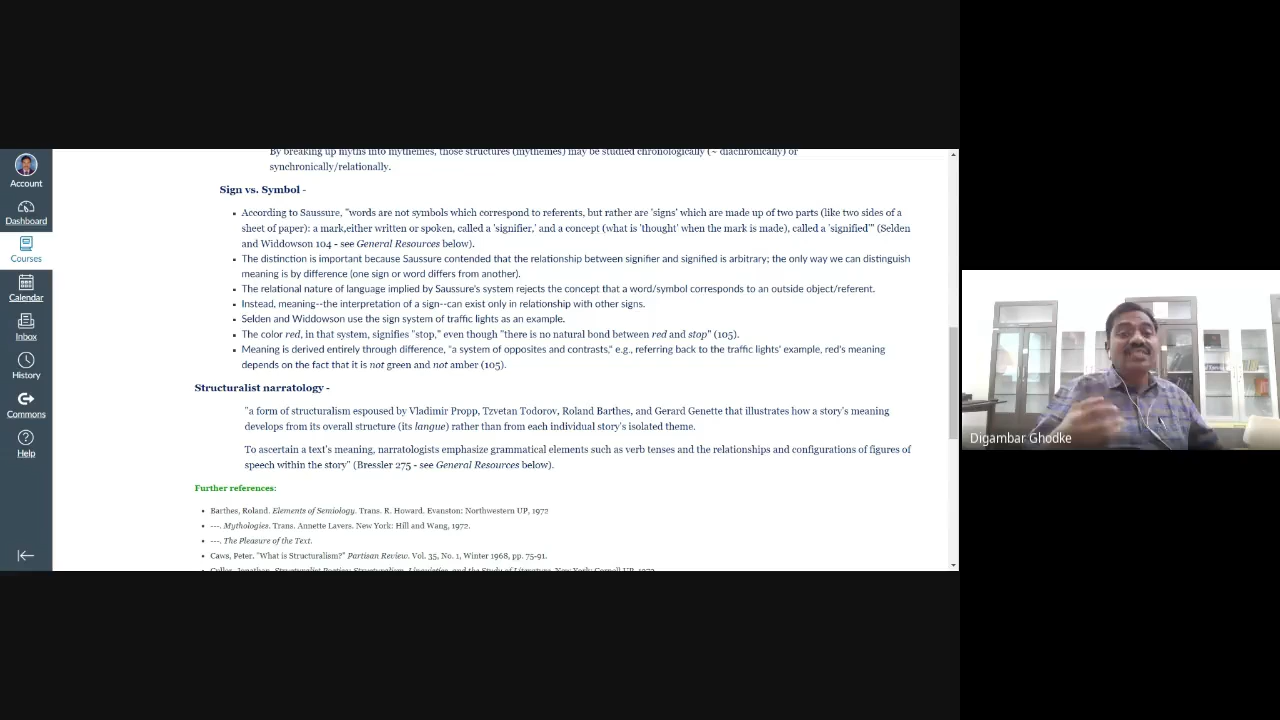 By breaking up myths into mythemes, those structures (mythemes) may be studied chronologically (~ diachronically) or
synchronically/relationally.
Account
Dashboard
Courses
Calendar
Inbox
History
Commons
Help
Sign vs. Symbol -
According to Saussure, "words are not symbols which correspond to referents, but rather are 'signs' which are made up of two parts (like two sides of a
sheet of paper): a mark,either written or spoken, called a 'signifier,' and a concept (what is 'thought' when the mark is made), called a 'signified'" (Selden
and Widdowson 104 - see General Resources below).
The distinction is important because Saussure contended that the relationship between signifier and signified is arbitrary; the only way we can distinguish
meaning is by difference (one sign or word differs from another).
The relational nature of language implied by Saussure's system rejects the concept that a word/symbol corresponds to an outside object/referent.
Instead, meaning--the interpretation of a sign--can exist only in relationship with other signs.
Selden and Widdowson use the sign system of traffic lights as an example.
The color red, in that system, signifies "stop," even though "there is no natural bond between red and stop" (105).
Meaning is derived entirely through difference, "a system of opposites and contrasts," e.g., referring back to the traffic lights' example, red's meaning
depends on the fact that it is not green and not amber (105).
Structuralist narratology -
"a form of structuralism espoused by Vladimir Propp, Tzvetan Todorov, Roland Barthes, and Gerard Genette that illustrates how a story's meaning
develops from its overall structure (its langue) rather than from each individual story's isolated theme.
To ascertain a text's meaning, narratologists emphasize grammatical elements such as verb tenses and the relationships and configurations of figures of
speech within the story" (Bressler 275 - see General Resources below).
Further references:
Barthes, Roland. Elements of Semiology. Trans. R. Howard. Evanston: Northwestern UP, 1972
---. Mythologies. Trans. Annette Lavers. New York: Hill and Wang, 1972.
---. The Pleasure of the Text.
Caws, Peter. "What is Structuralism?" Partisan Review. Vol. 35, No. 1, Winter 1968, pp. 75-91.
Culler, Jonathan. Structuralist Poetics: Structuralism, Linguistics, and the Study of Literature. New York: Cornell UP, 1973.
Digambar Ghodke